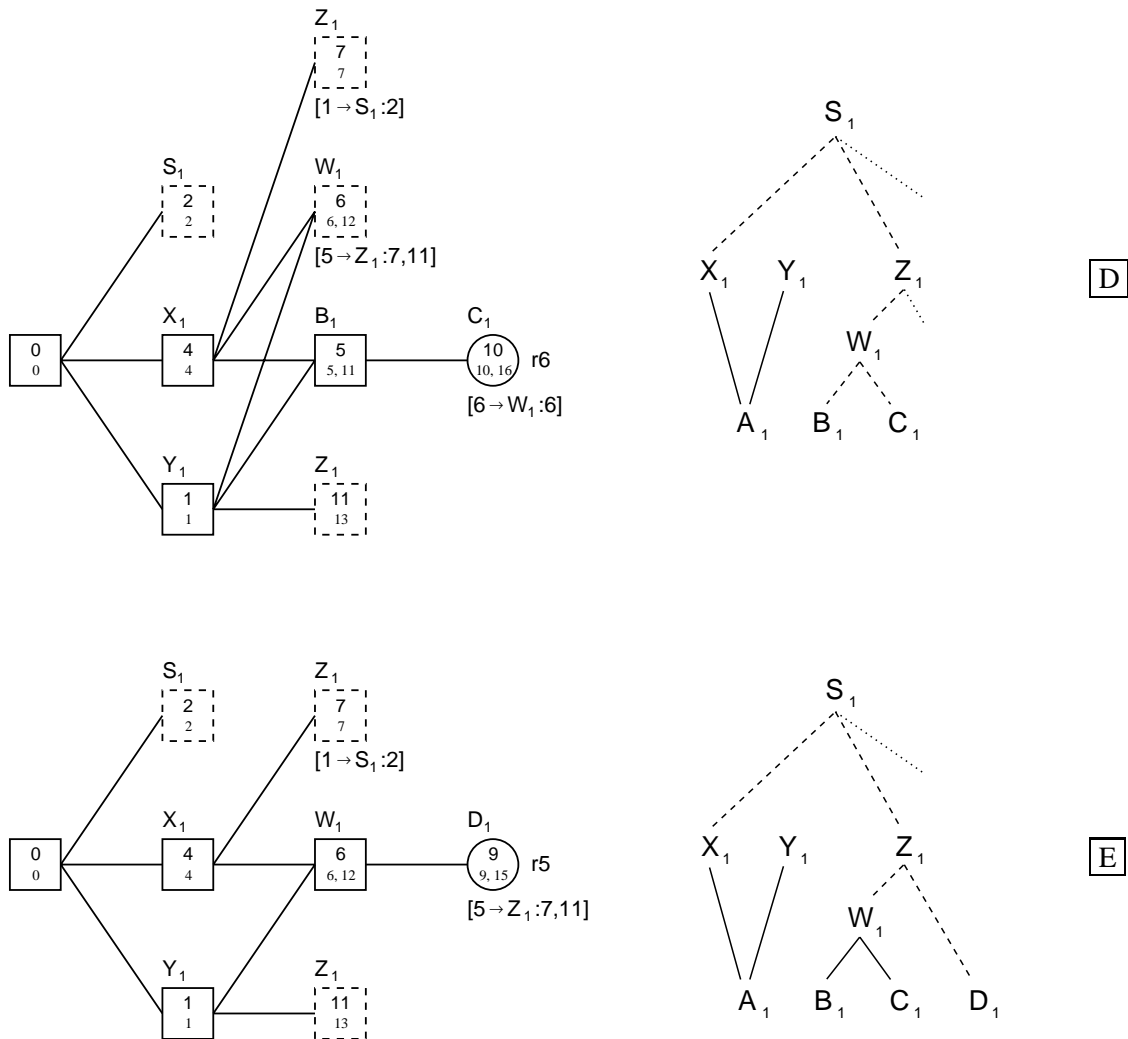 Z₁
7
7
[1→S₁:2]
S₁
S₁
W₁
2
2
6
6, 12
[5→Z₁:7,11]
X₁ Y₁ Z₁
D
X₁
B₁
C₁
W₁
0
0
4
4
5
5, 11
10
10, 16
r6
[6→W₁:6]
A₁ B₁ C₁
Y₁
Z₁
1
1
11
13
S₁
Z₁
S₁
2
2
7
7
[1→S₁:2]
X₁
W₁
D₁
X₁ Y₁ Z₁
E
0
0
4
4
6
6, 12
9
9, 15
r5
[5→Z₁:7,11]
W₁
Y₁
Z₁
A₁ B₁ C₁ D₁
1
1
11
13